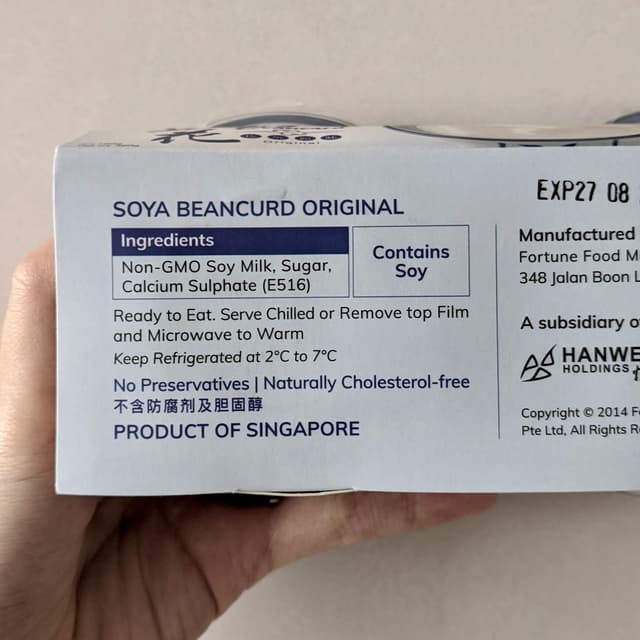 花
Original
EXP27 08
SOYA BEANCURD ORIGINAL
Ingredients
Non-GMO Soy Milk, Sugar,
Calcium Sulphate (E516)
Contains
Soy
Ready to Eat. Serve Chilled or Remove top Film
and Microwave to Warm
Keep Refrigerated at 2°C to 7°C
No Preservatives | Naturally Cholesterol-free
不含防腐剂及胆固醇
PRODUCT OF SINGAPORE
Manufactured
Fortune Food
348 Jalan Boon
A subsidiary
HANWE
HOLDINGS
Copyright © 2014
Pte Ltd, All Rights